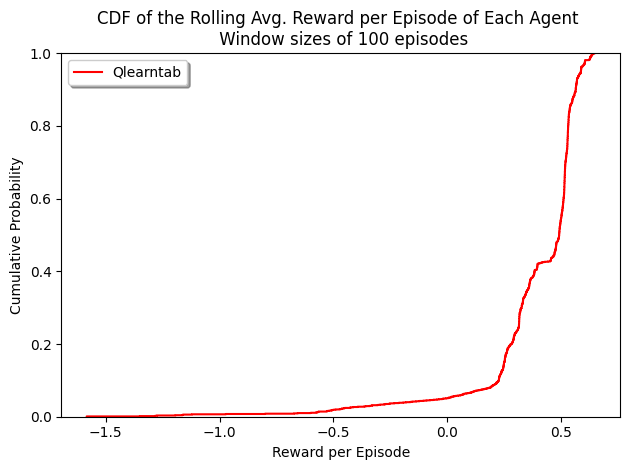 CDF of the Rolling Avg. Reward per Episode of Each Agent
Window sizes of 100 episodes
Qlearntab
Cumulative Probability
1.0
0.8
0.6
0.4
0.2
0.0
−1.5
−1.0
−0.5
0.0
0.5
Reward per Episode